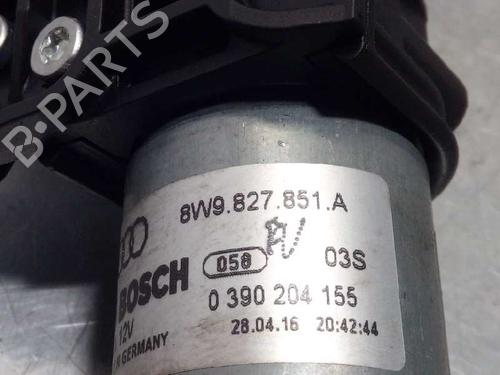 B-PARTS
8W9.827.851.A
BOSCH 058 03S
0 390 204 155
12V 28.04.16 20:42:44
GERMANY